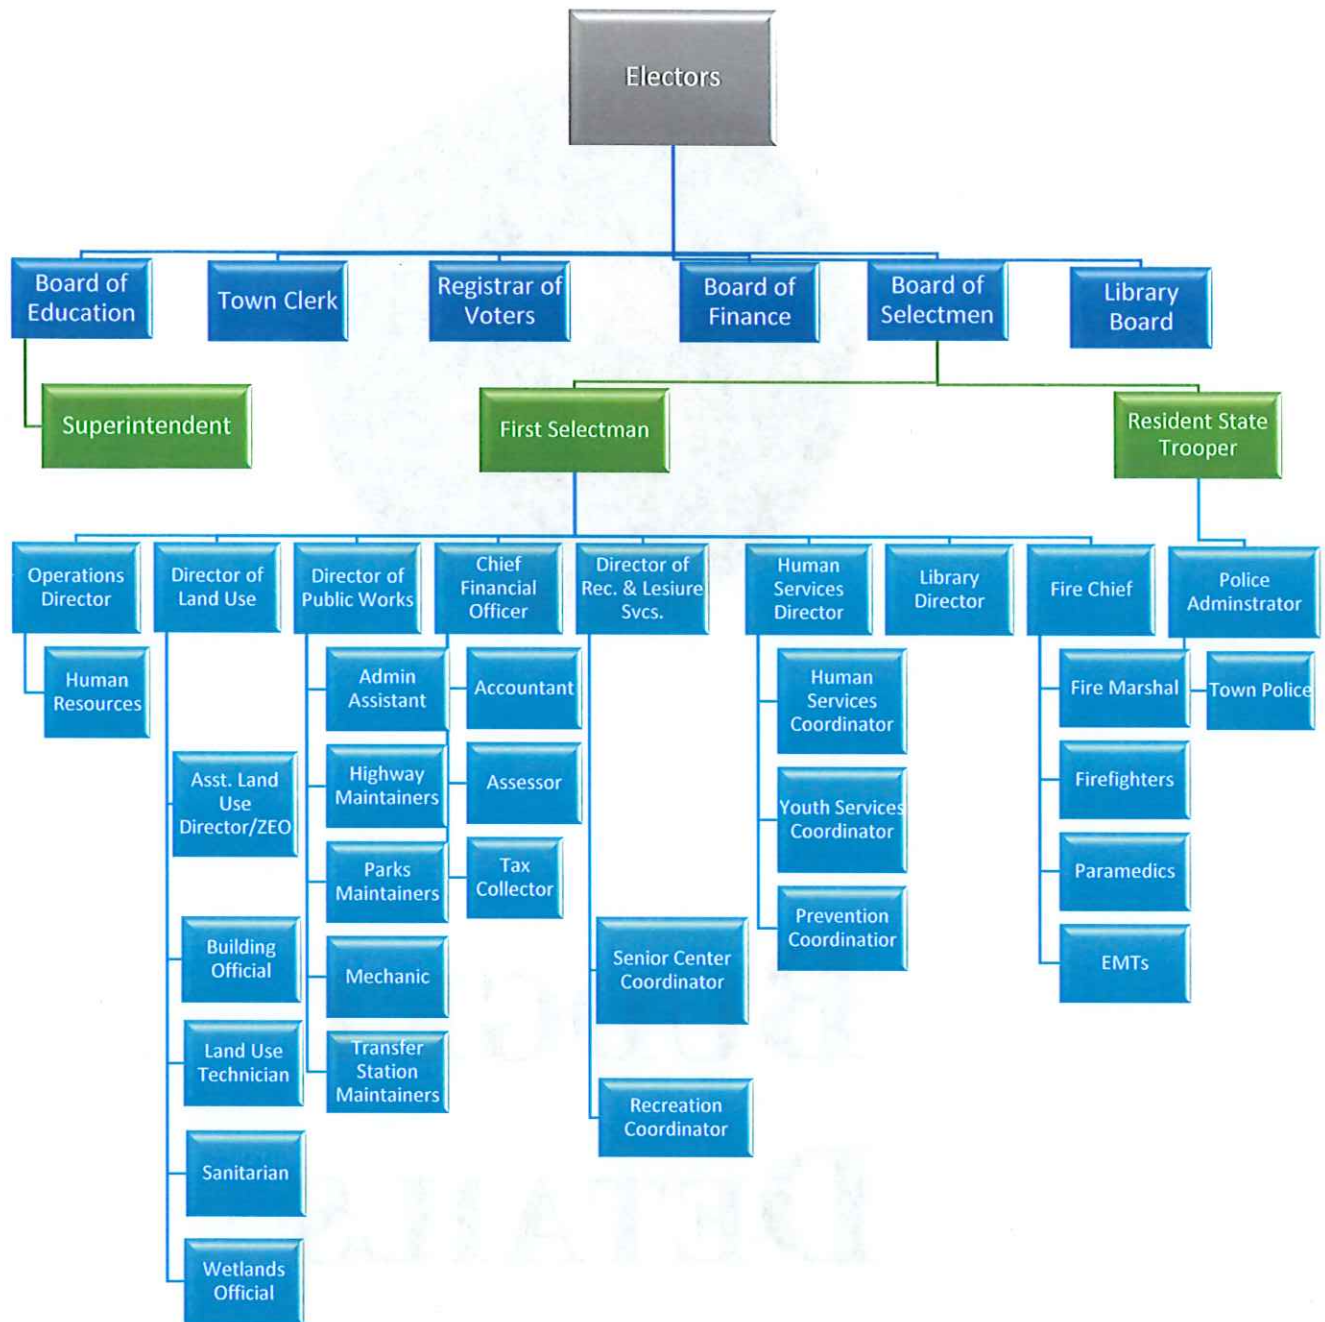 Electors
Board of
Education
Town Clerk
Registrar of
Voters
Board of
Finance
Board of
Selectmen
Library
Board
Superintendent
First Selectman
Resident State
Trooper
Operations
Director
Director of
Land Use
Director of
Public Works
Chief
Financial
Officer
Director of
Rec. & Lesiure
Svcs.
Human
Services
Director
Library
Director
Fire Chief
Police
Adminstrator
Human
Resources
Asst. Land
Use
Director/ZEO
Building
Official
Land Use
Technician
Sanitarian
Wetlands
Official
Admin
Assistant
Highway
Maintainers
Parks
Maintainers
Mechanic
Transfer
Station
Maintainers
Accountant
Assessor
Tax
Collector
Senior Center
Coordinator
Recreation
Coordinator
Human
Services
Coordinator
Youth Services
Coordinator
Prevention
Coordinatior
Fire Marshal
Firefighters
Paramedics
EMTs
Town Police
DETAILS